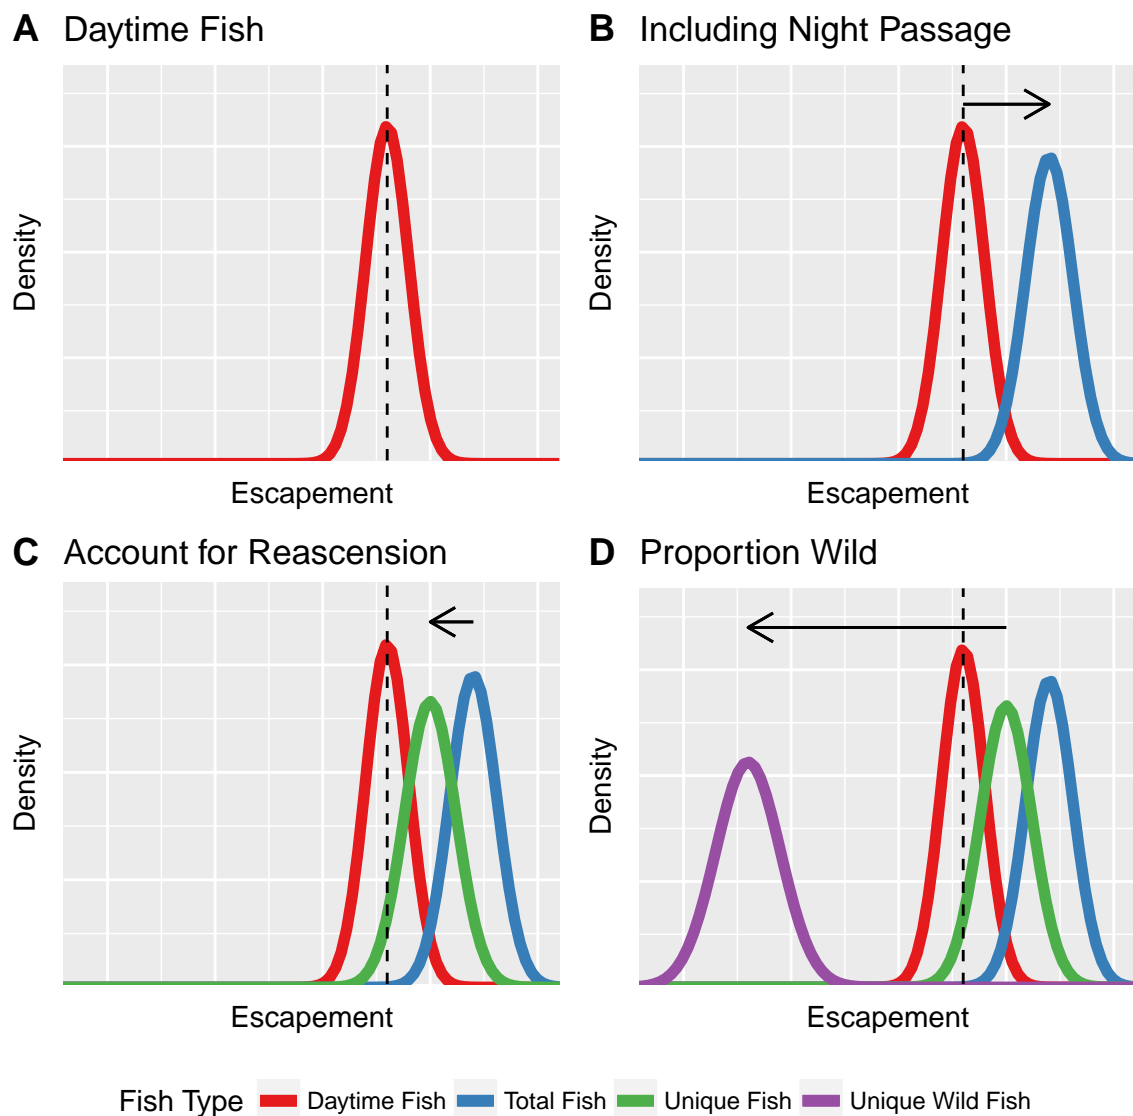 A Daytime Fish
B Including Night Passage
Density
Escapement
Density
Escapement
C Account for Reascension
D Proportion Wild
Density
Escapement
Density
Escapement
Fish Type Daytime Fish Total Fish Unique Fish Unique Wild Fish